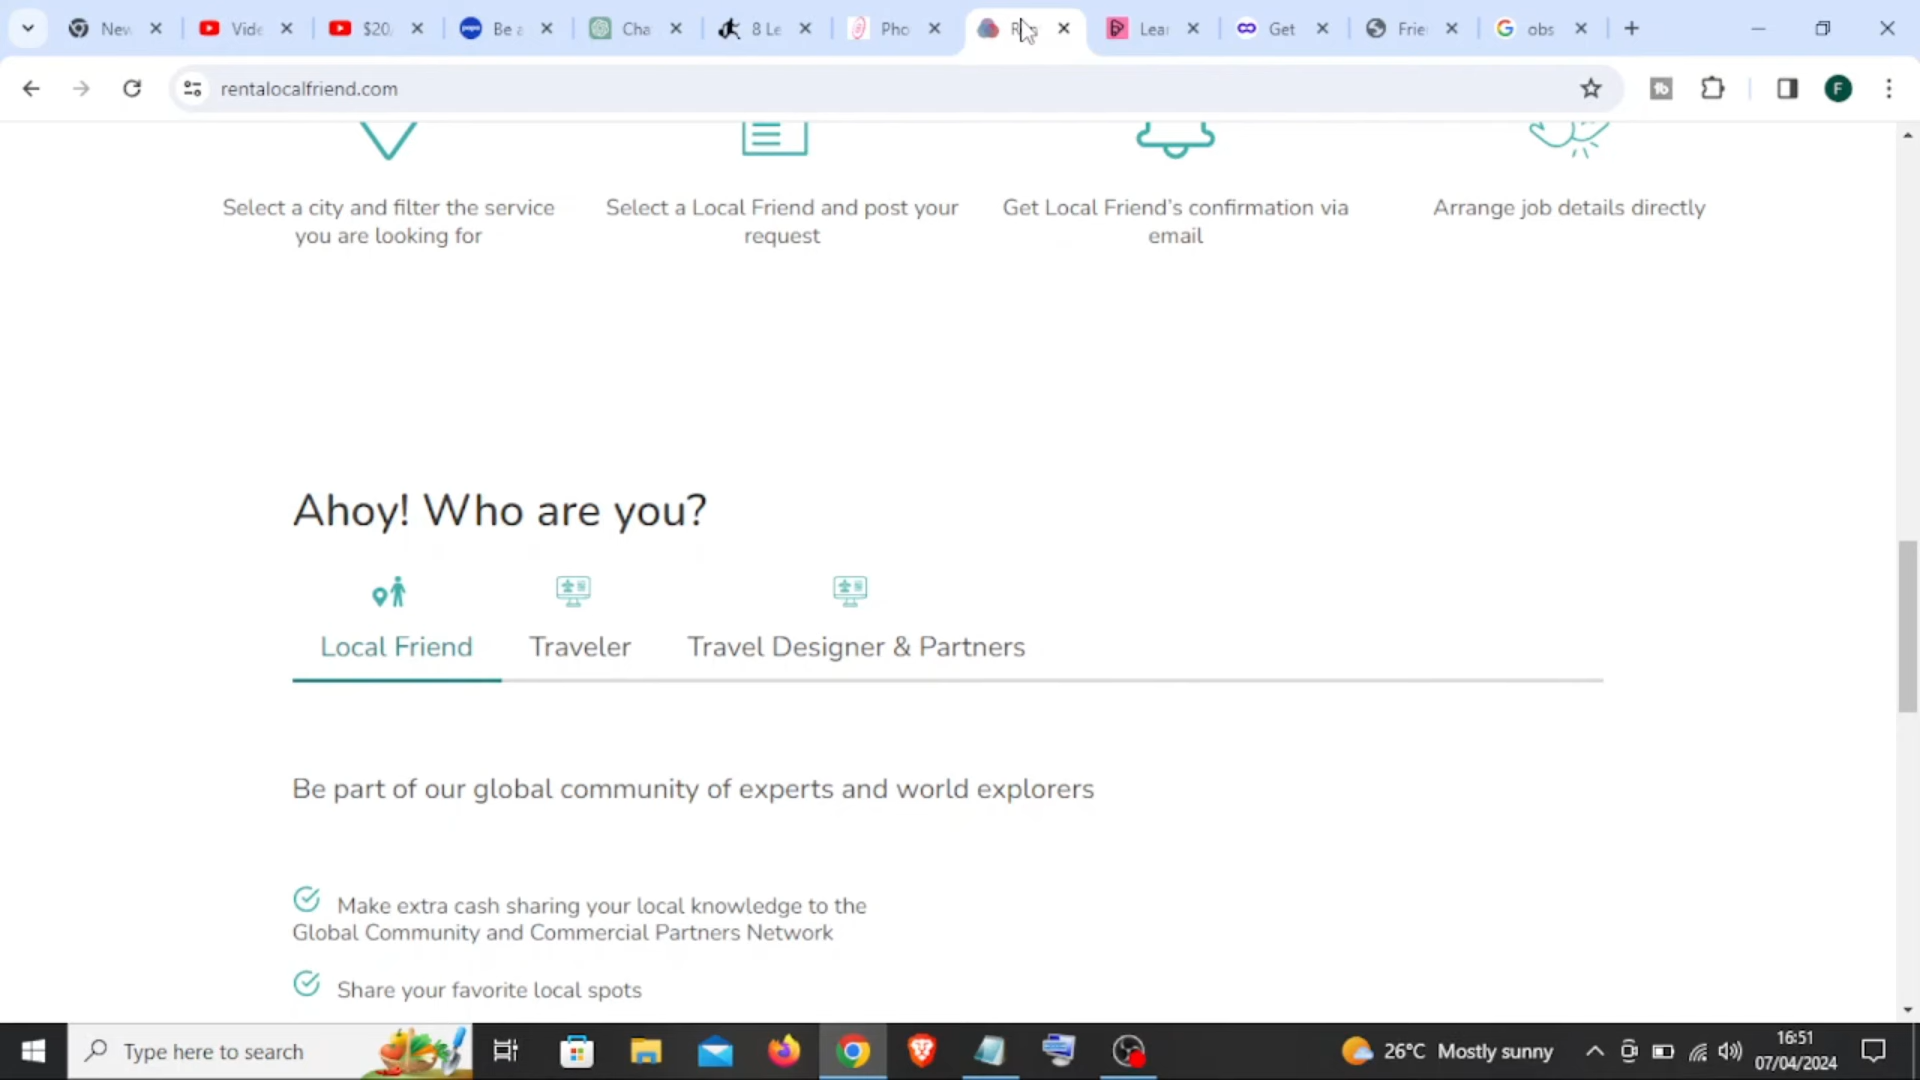 New
Vide
$20
Be a
Cha
8 Le
Pho
Lear
Get
Frie
obs
rentalocalfriend.com
F
Select a city and filter the service
you are looking for
Select a Local Friend and post your
request
Get Local Friend's confirmation via
email
Arrange job details directly
Ahoy! Who are you?
Local Friend
Traveler
Travel Designer & Partners
Be part of our global community of experts and world explorers
Make extra cash sharing your local knowledge to the
Global Community and Commercial Partners Network
Share your favorite local spots
Type here to search
26°C Mostly sunny
16:51
07/04/2024